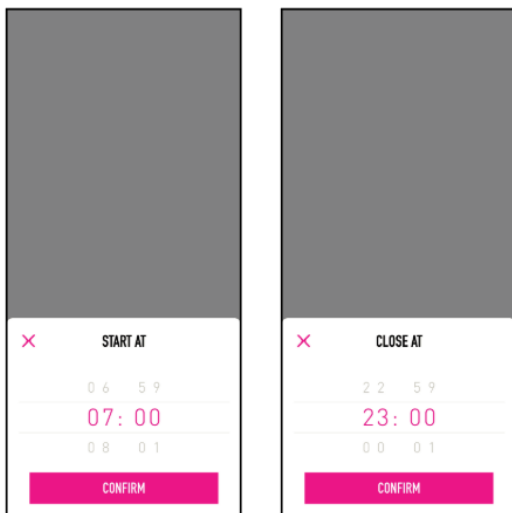 START AT
06 59
07: 00
08 01
CONFIRM
CLOSE AT
22 59
23: 00
00 01
CONFIRM